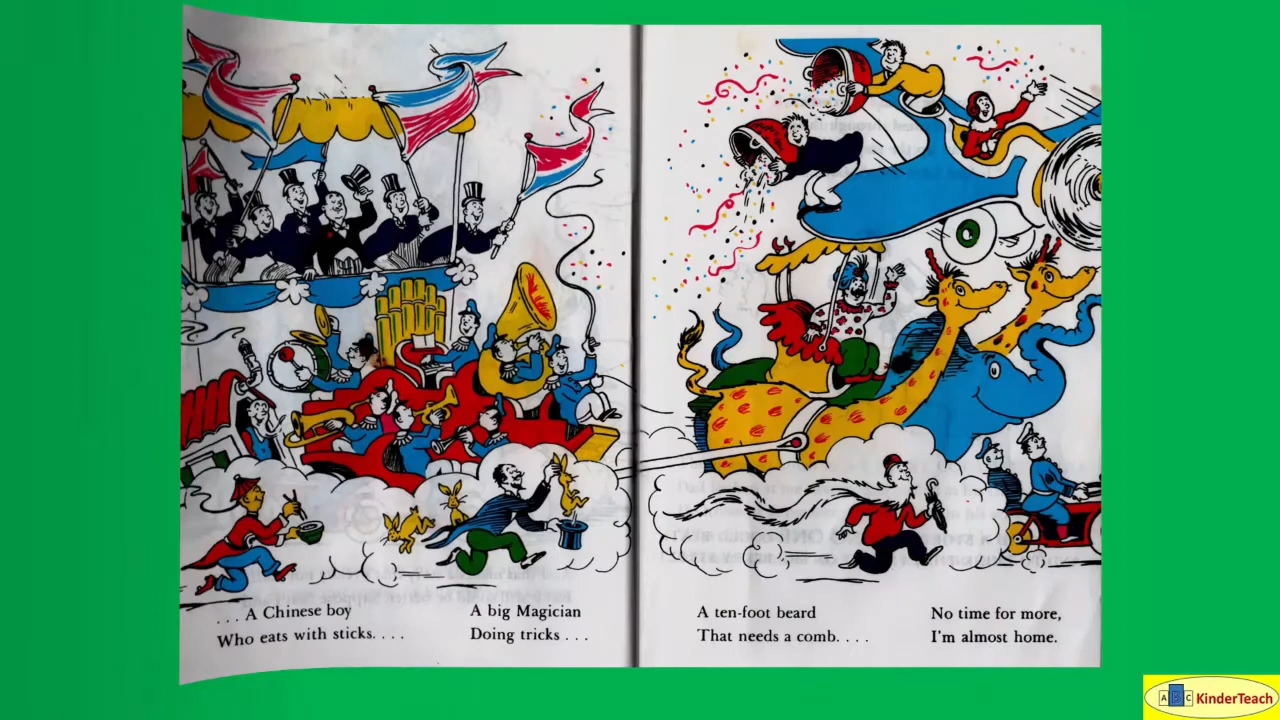 . . . A Chinese boy
Who eats with sticks. . . .
A big Magician
Doing tricks . . .
A ten-foot beard
That needs a comb. . . .
No time for more,
I'm almost home.
ABC KinderTeach